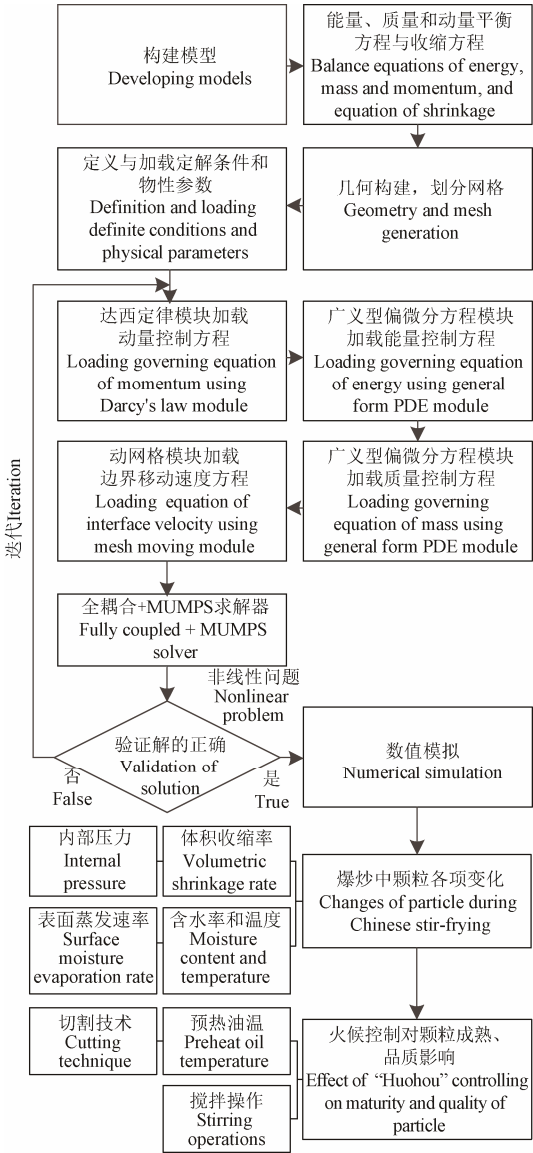 构建模型
Developing models
能量、质量和动量平衡
方程与收缩方程
Balance equations of energy,
mass and momentum, and
equation of shrinkage
定义与加载定解条件和
物性参数
Definition and loading
definite conditions and
physical parameters
几何构建，划分网格
Geometry and mesh
generation
达西定律模块加载
动量控制方程
Loading governing equation
of momentum using
Darcy's law module
广义型偏微分方程模块
加载能量控制方程
Loading governing equation
of energy using general
form PDE module
动网格模块加载
边界移动速度方程
Loading equation of
interface velocity using
mesh moving module
广义型偏微分方程模块
加载质量控制方程
Loading governing
equation of mass using
general form PDE module
迭代Iteration
全耦合+MUMPS求解器
Fully coupled + MUMPS
solver
非线性问题
Nonlinear
problem
验证解的正确
Validation of
solution
否
False
是
True
数值模拟
Numerical simulation
内部压力
Internal
pressure
体积收缩率
Volumetric
shrinkage rate
爆炒中颗粒各项变化
Changes of particle during
Chinese stir-frying
表面蒸发速率
Surface
moisture
evaporation rate
含水率和温度
Moisture
content and
temperature
切割技术
Cutting
technique
预热油温
Preheat oil
temperature
搅拌操作
Stirring
operations
火候控制对颗粒成熟、
品质影响
Effect of “Huohou” controlling
on maturity and quality of
particle